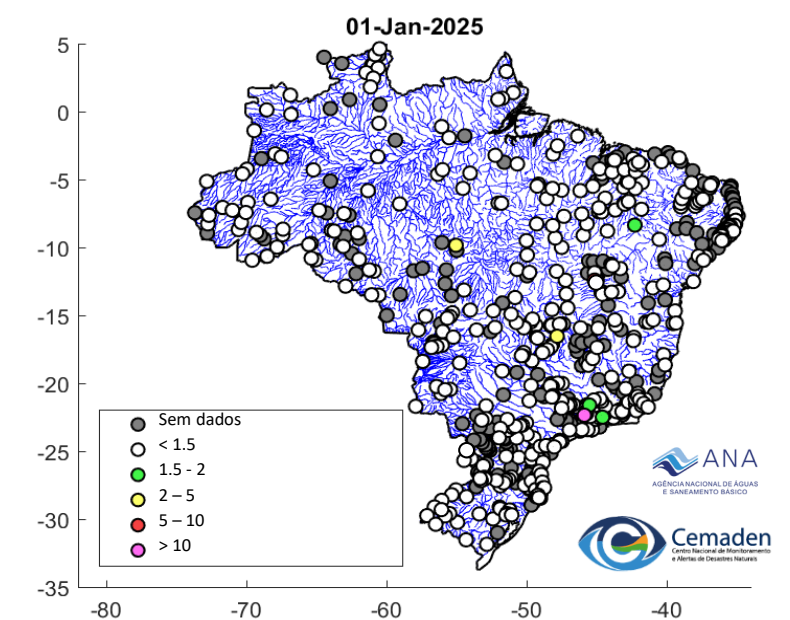 01-Jan-2025
5
0
-5
-10
-15
-20
-25
-30
-35
-80
-70
-60
-50
-40
Sem dados
< 1.5
1.5 - 2
2 – 5
5 – 10
> 10
ANA
AGÊNCIA NACIONAL DE ÁGUAS
E SANEAMENTO BÁSICO
Cemaden
Centro Nacional de Monitoramento
e Alertas de Desastres Naturais